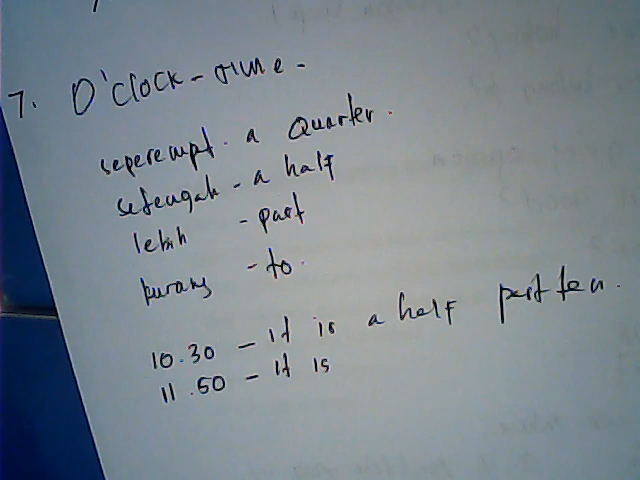 7. O'clock - time -
seperempt. a Quarter.
setengah - a half
lebih - past
kurang - to.
10.30 - it is a half past ten.
11.50 - it is